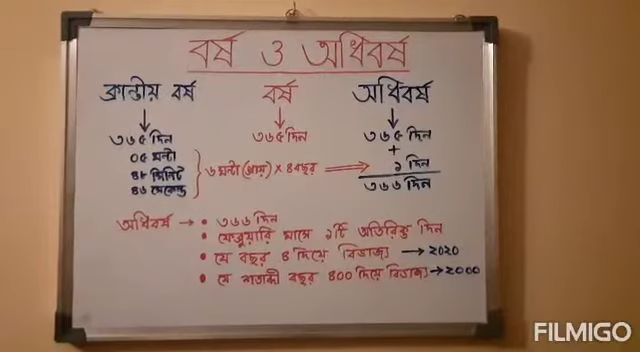 বর্ষ ও অধিবর্ষ
ক্রান্তীয় বর্ষ বর্ষ অধিবর্ষ
৩৬৫ দিন ৩৬৫ দিন ৩৬৫ দিন
০৫ ঘন্টা +
৪৮ মিনিট } ৬ ঘন্টা (প্রায়) × ৪ বছর ⟹ ১ দিন
৪৬ সেকেন্ড ৩৬৬ দিন
অধিবর্ষ → • ৩৬৬ দিন
• ফেব্রুয়ারি মাসে ১টি অতিরিক্ত দিন
• যে বছর ৪ দিয়ে বিভাজ্য → ২০২০
• যে শতাব্দী বছর ৪০০ দিয়ে বিভাজ্য → ২০০০
FILMIGO